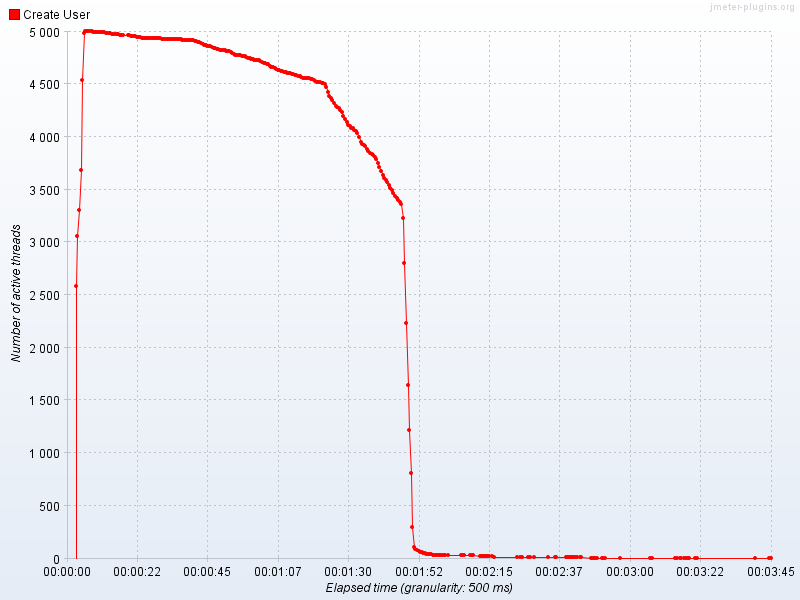 jmeter-plugins.org
Create User
5 000
4 500
4 000
3 500
3 000
2 500
2 000
1 500
1 000
500
0
Number of active threads
00:00:00 00:00:22 00:00:45 00:01:07 00:01:30 00:01:52 00:02:15 00:02:37 00:03:00 00:03:22 00:03:45
Elapsed time (granularity: 500 ms)